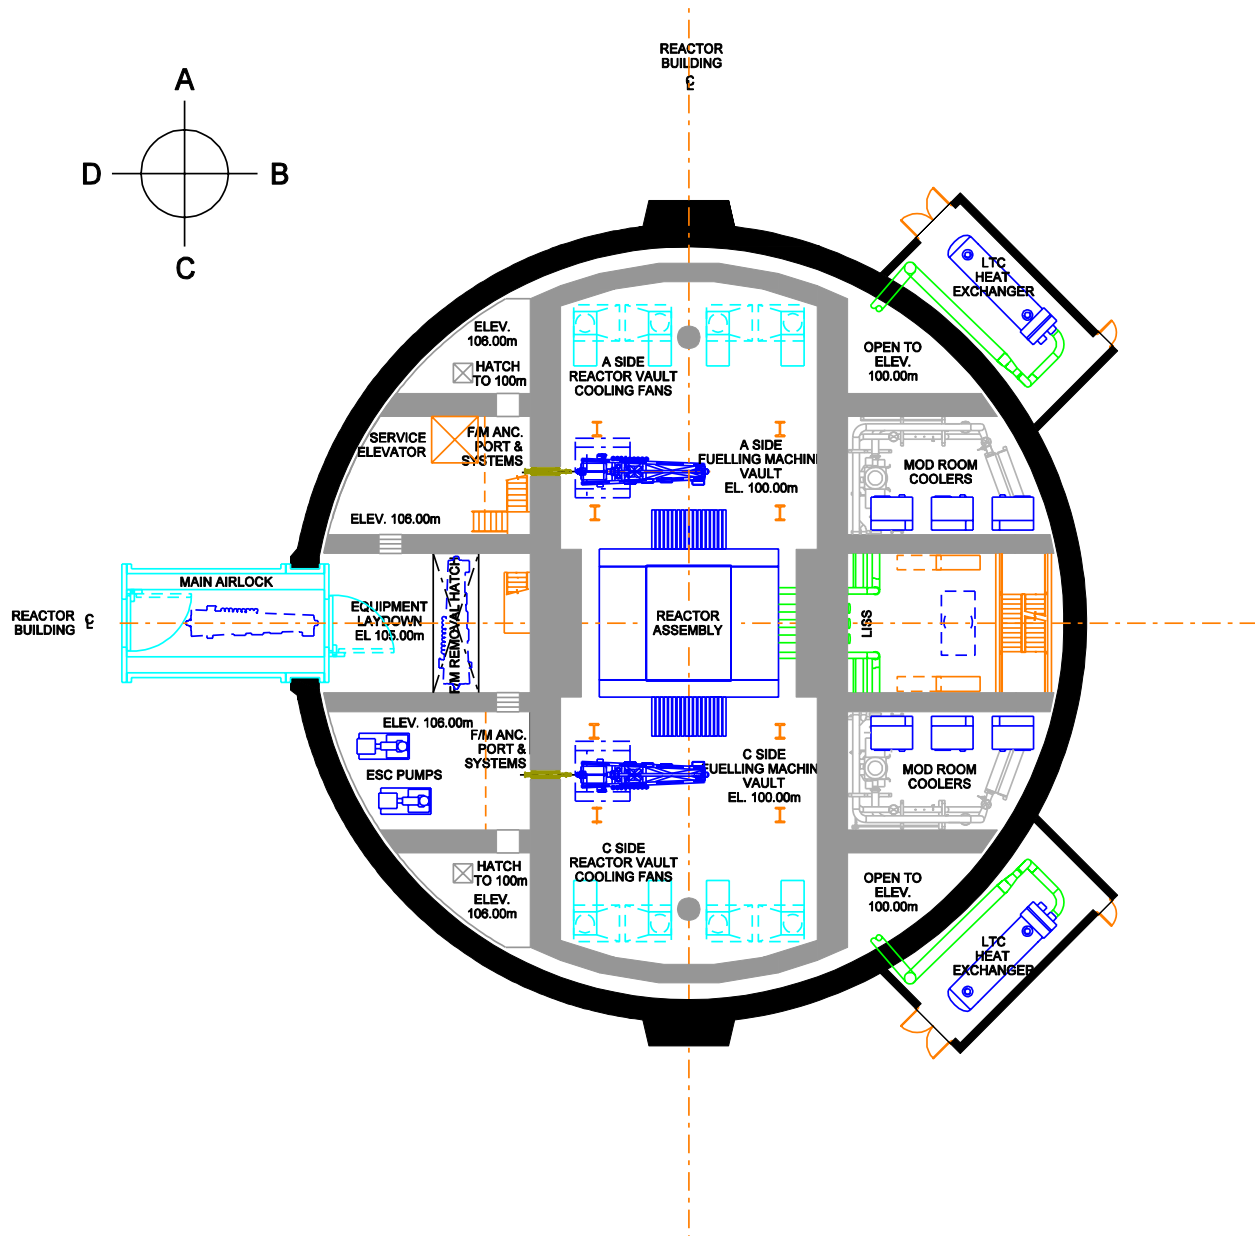 REACTOR
BUILDING
℄
A
D
B
C
LTC
HEAT
EXCHANGER
ELEV.
106.00m
HATCH
TO 100m
A SIDE
REACTOR VAULT
COOLING FANS
OPEN TO
ELEV.
100.00m
SERVICE
ELEVATOR
F/M ANC.
PORT &
SYSTEMS
A SIDE
FUELLING MACHIN
VAULT
EL. 100.00m
MOD ROOM
COOLERS
ELEV. 106.00m
MAIN AIRLOCK
REACTOR
BUILDING
℄
EQUIPMENT
LAYDOWN
EL 105.00m
F/M REMOVAL HATCH
REACTOR
ASSEMBLY
LISS
ELEV. 106.00m
F/M ANC.
PORT &
SYSTEMS
ESC PUMPS
C SIDE
FUELLING MACHIN
VAULT
EL. 100.00m
MOD ROOM
COOLERS
HATCH
TO 100m
ELEV.
106.00m
C SIDE
REACTOR VAULT
COOLING FANS
OPEN TO
ELEV.
100.00m
LTC
HEAT
EXCHANGER